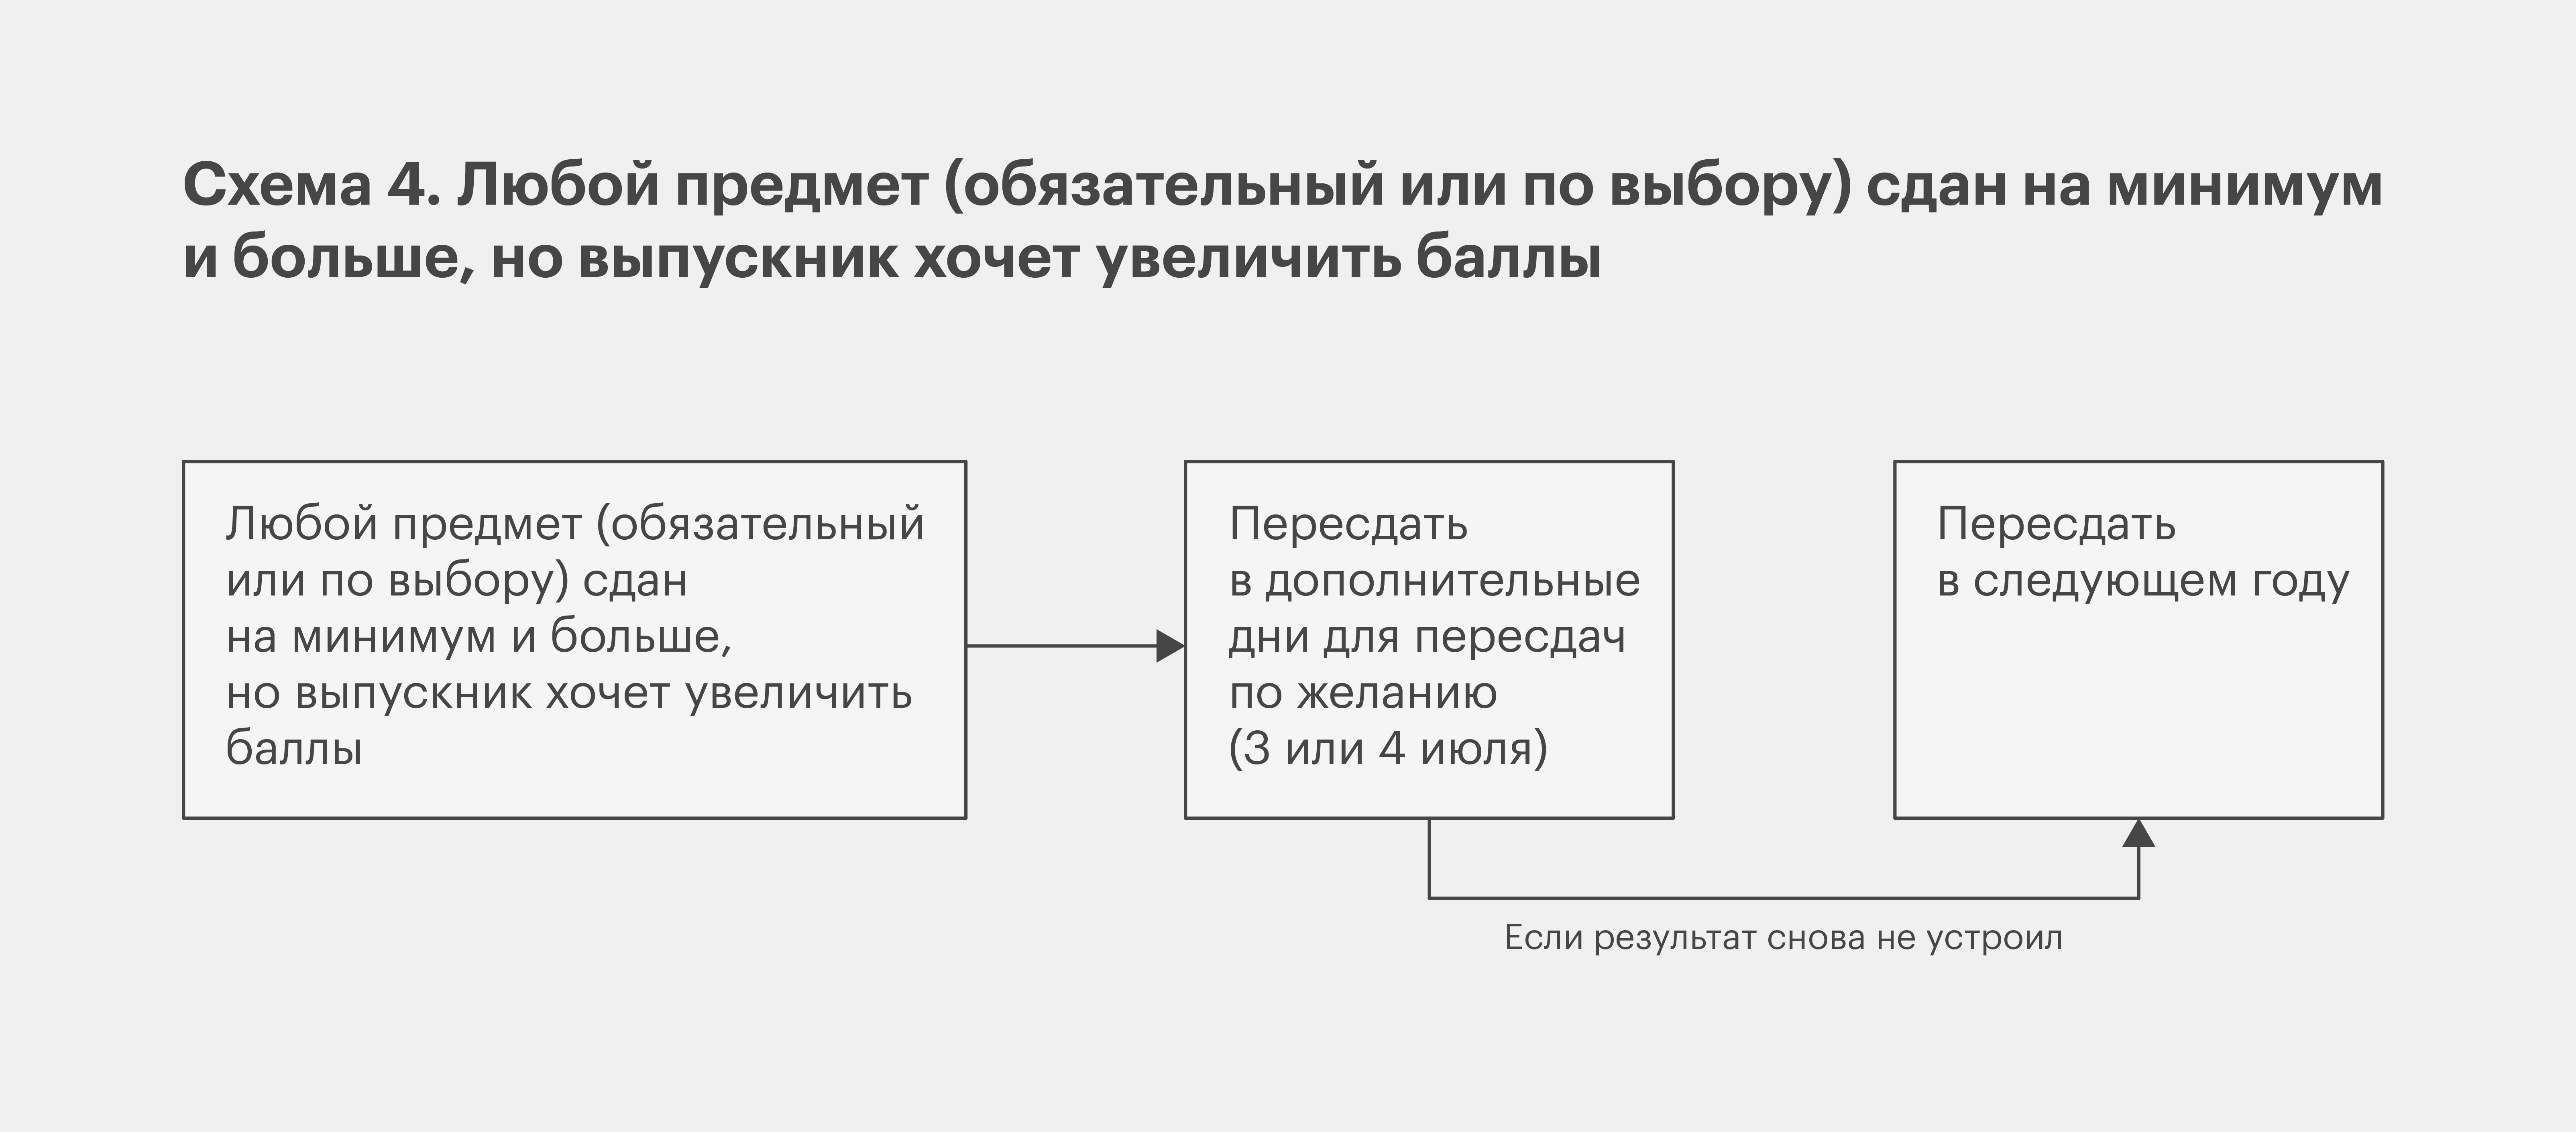 Схема 4. Любой предмет (обязательный или по выбору) сдан на минимум
и больше, но выпускник хочет увеличить баллы
Любой предмет (обязательный
или по выбору) сдан
на минимум и больше,
но выпускник хочет увеличить
баллы
Пересдать
в дополнительные
дни для пересдач
по желанию
(3 или 4 июля)
Пересдать
в следующем году
Если результат снова не устроил